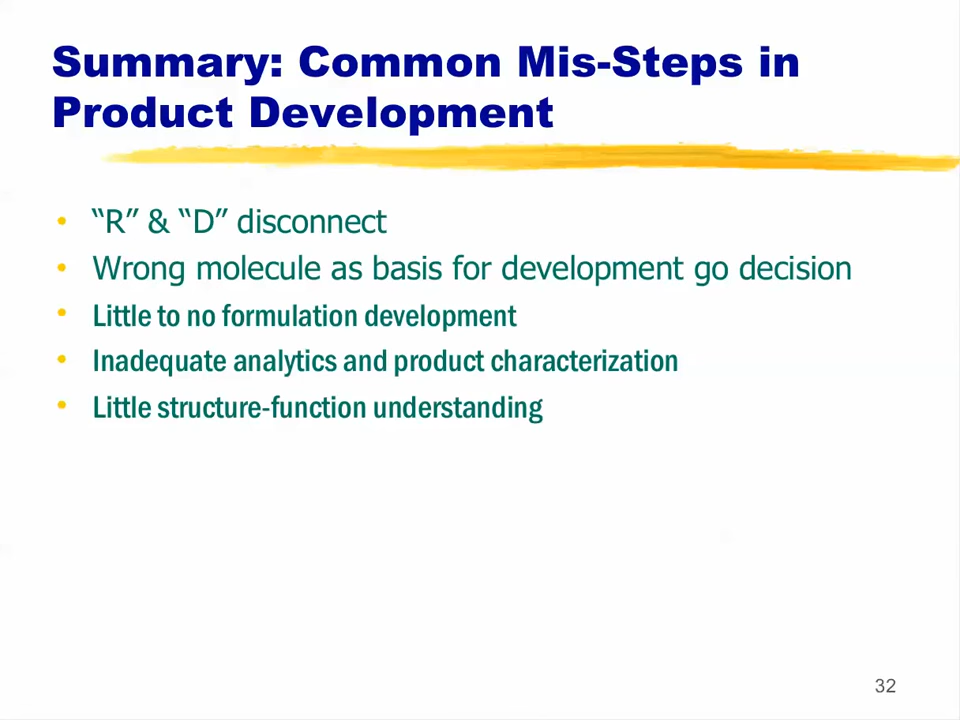 Summary: Common Mis-Steps in
Product Development
• “R” & “D” disconnect
• Wrong molecule as basis for development go decision
• Little to no formulation development
• Inadequate analytics and product characterization
• Little structure-function understanding
32